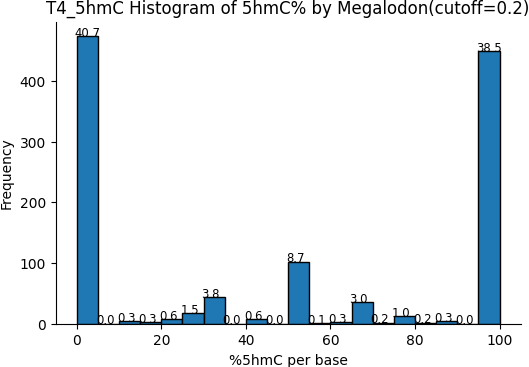 T4_5hmC Histogram of 5hmC% by Megalodon(cutoff=0.2)
40.7
38.5
400
300
200
8.7
100
3.8
3.0
1.5
1.0
0.0 0.3 0.3 0.6 0.0 0.6 0.0 0.1 0.3 0.2 0.2 0.3 0.0
0
Frequency
0 20 40 60 80 100
%5hmC per base